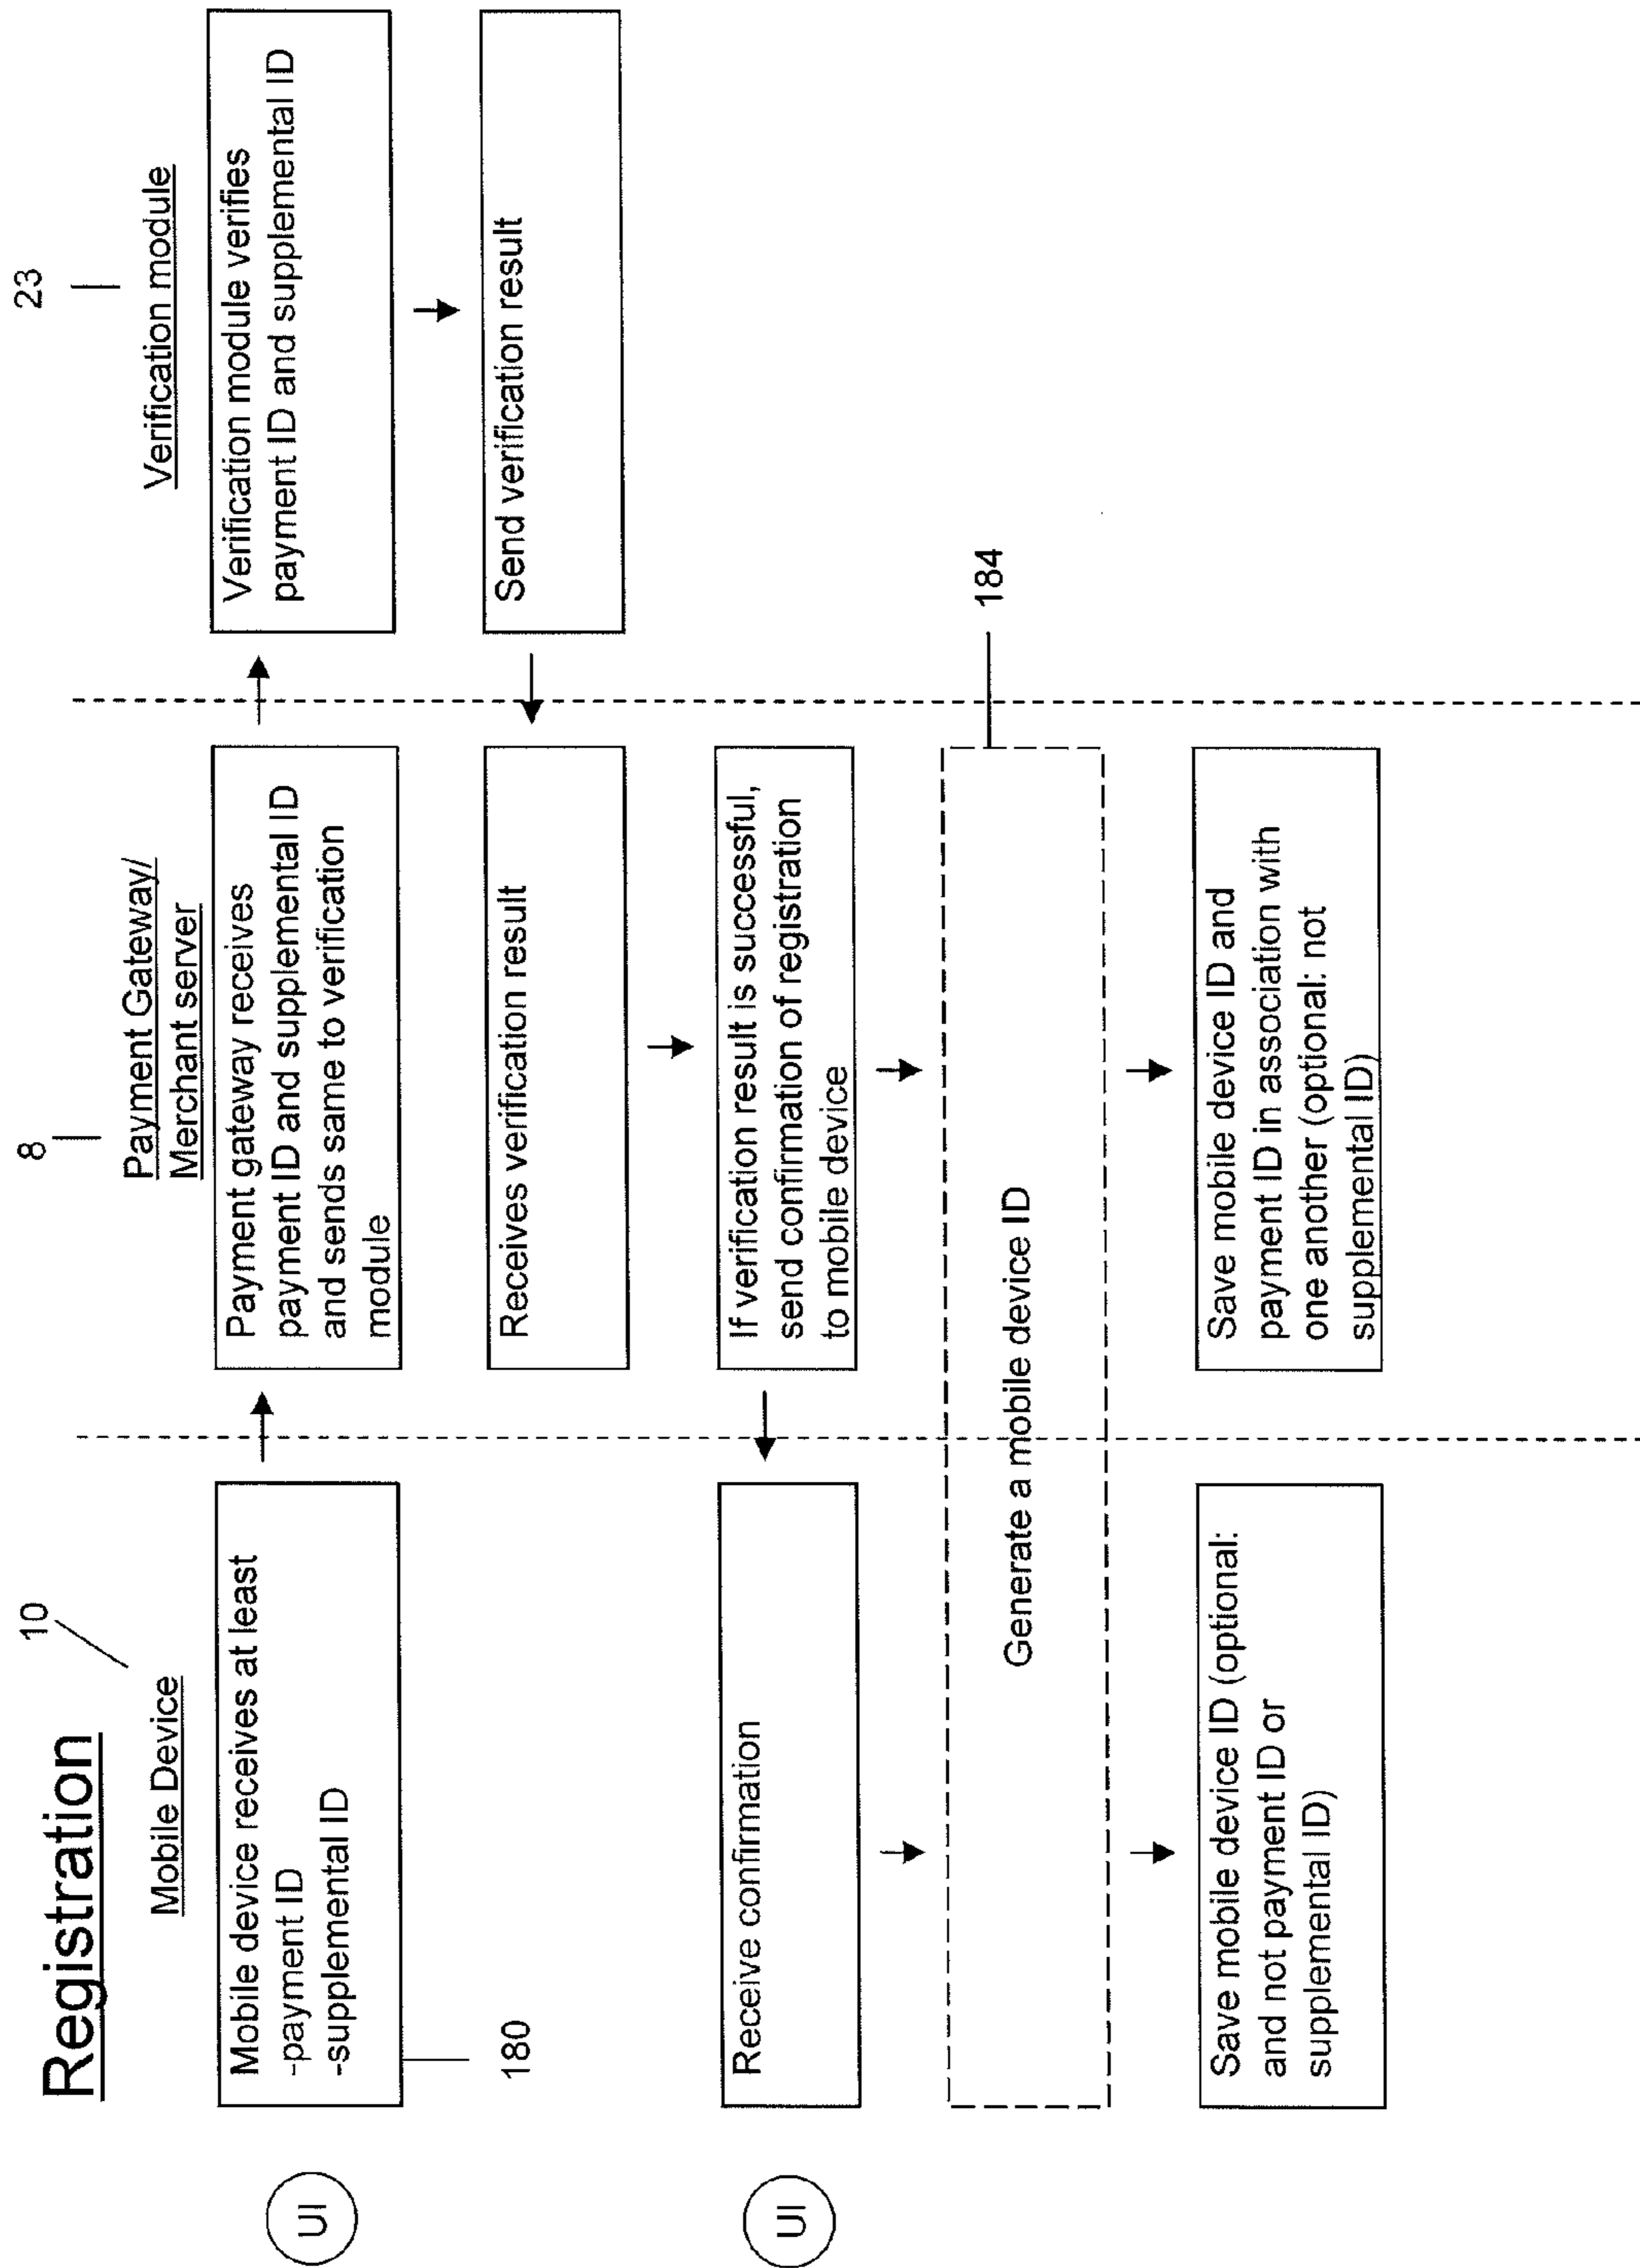 Registration
10
Mobile Device
8
Payment Gateway/
Merchant server
23
Verification module
UI
Mobile device receives at least
-payment ID
-supplemental ID
180
Payment gateway receives
payment ID and supplemental ID
and sends same to verification
module
Verification module verifies
payment ID and supplemental ID
Receives verification result
Send verification result
UI
Receive confirmation
If verification result is successful,
send confirmation of registration
to mobile device
Generate a mobile device ID
184
Save mobile device ID (optional:
and not payment ID or
supplemental ID)
Save mobile device ID and
payment ID in association with
one another (optional: not
supplemental ID)